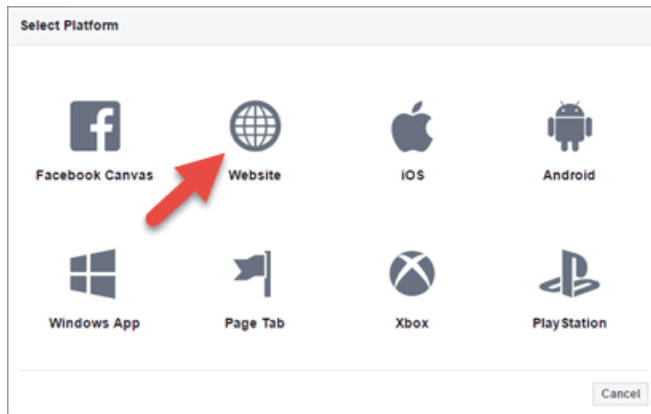 Select Platform
Facebook Canvas
Website
iOS
Android
Windows App
Page Tab
Xbox
PlayStation
Cancel